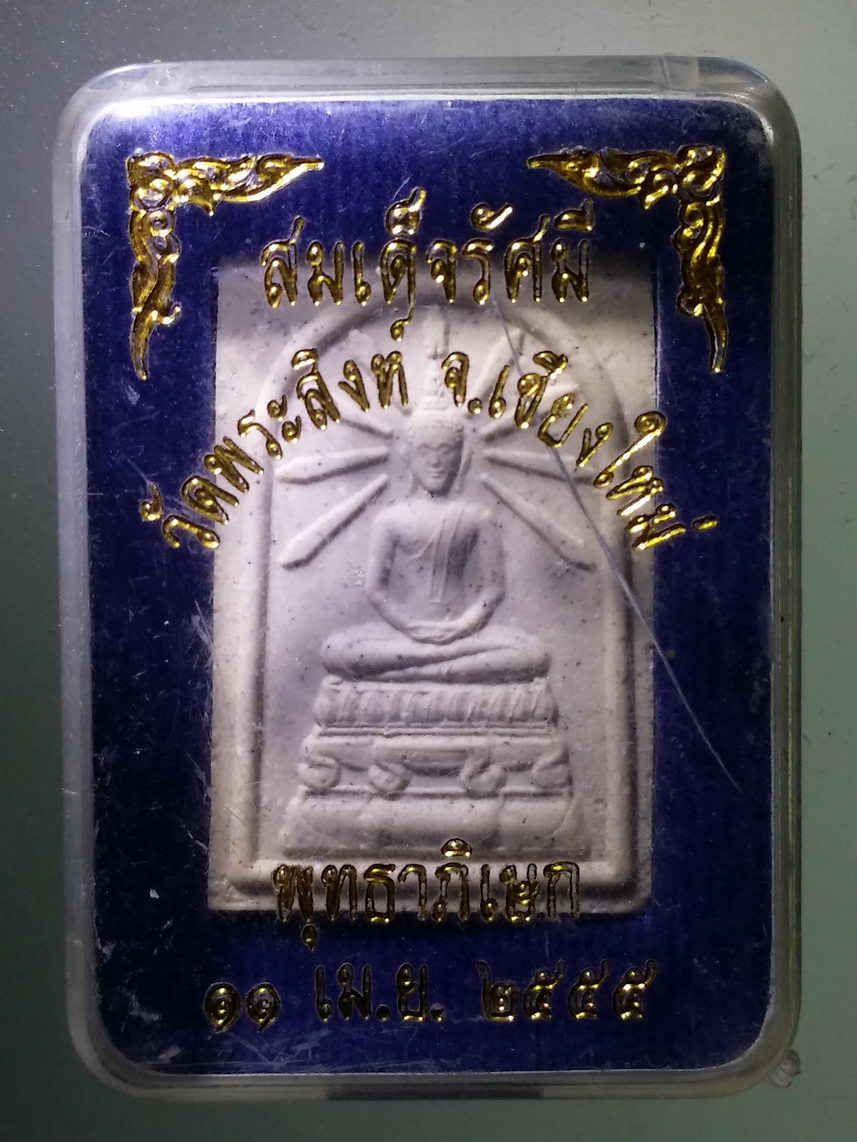 สมเด็จรัศมี
วัดพระสิงห์ จ.เชียงใหม่
พุทธาภิเษก
๑๑ เม.ย. ๒๕๕๕